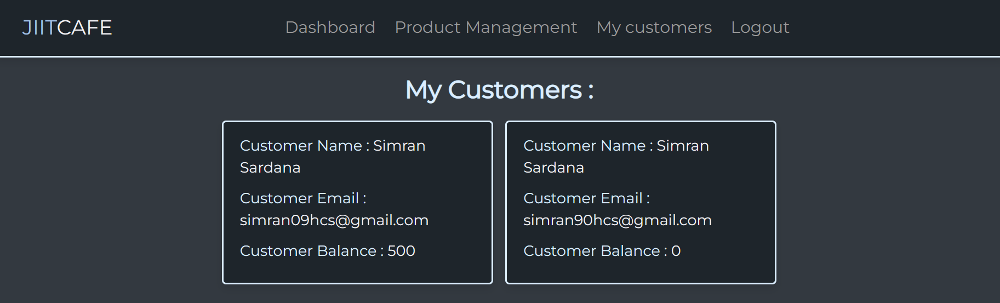 JIITCAFE
Dashboard Product Management My customers Logout
My Customers :
Customer Name : Simran
Sardana
Customer Email :
simran09hcs@gmail.com
Customer Balance : 500
Customer Name : Simran
Sardana
Customer Email :
simran90hcs@gmail.com
Customer Balance : 0